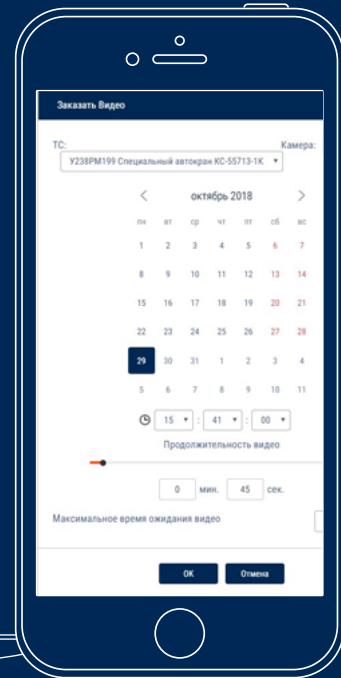 Заказать Видео
ТС: Камера:
У238РМ199 Специальный автокран КС-55713-1К
октябрь 2018
пн вт ср чт пт сб вс
1 2 3 4 5 6 7
8 9 10 11 12 13 14
15 16 17 18 19 20 21
22 23 24 25 26 27 28
29 30 31 1 2 3 4
5 6 7 8 9 10 11
15 : 41 : 00
Продолжительность видео
0 мин. 45 сек.
Максимальное время ожидания видео
ОК Отмена